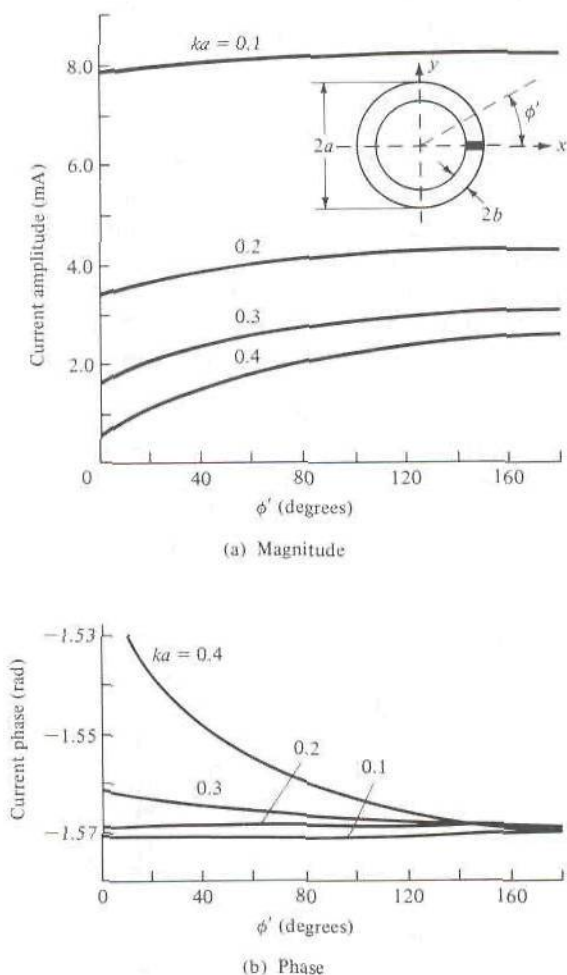 8.0
6.0
4.0
2.0
0
Current amplitude (mA)
ka = 0.1
0.2
0.3
0.4
y
x
ϕ′
2a
2b
0 40 80 120 160
ϕ′ (degrees)
(a) Magnitude
−1.53
−1.55
−1.57
Current phase (rad)
ka = 0.4
0.2
0.1
0.3
0 40 80 120 160
ϕ′ (degrees)
(b) Phase